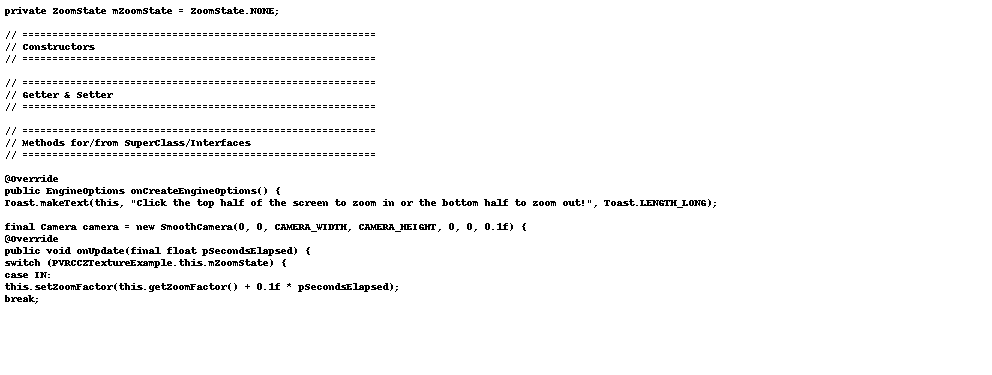 private ZoomState mZoomState = ZoomState.NONE;
// ===========================================================
// Constructors
// ===========================================================
// ===========================================================
// Getter & Setter
// ===========================================================
// ===========================================================
// Methods for/from SuperClass/Interfaces
// ===========================================================
@Override
public EngineOptions onCreateEngineOptions() {
Toast.makeText(this, "Click the top half of the screen to zoom in or the bottom half to zoom out!", Toast.LENGTH_LONG);
final Camera camera = new SmoothCamera(0, 0, CAMERA_WIDTH, CAMERA_HEIGHT, 0, 0, 0.1f) {
@Override
public void onUpdate(final float pSecondsElapsed) {
switch (PVRCCZTextureExample.this.mZoomState) {
case IN:
this.setZoomFactor(this.getZoomFactor() + 0.1f * pSecondsElapsed);
break;